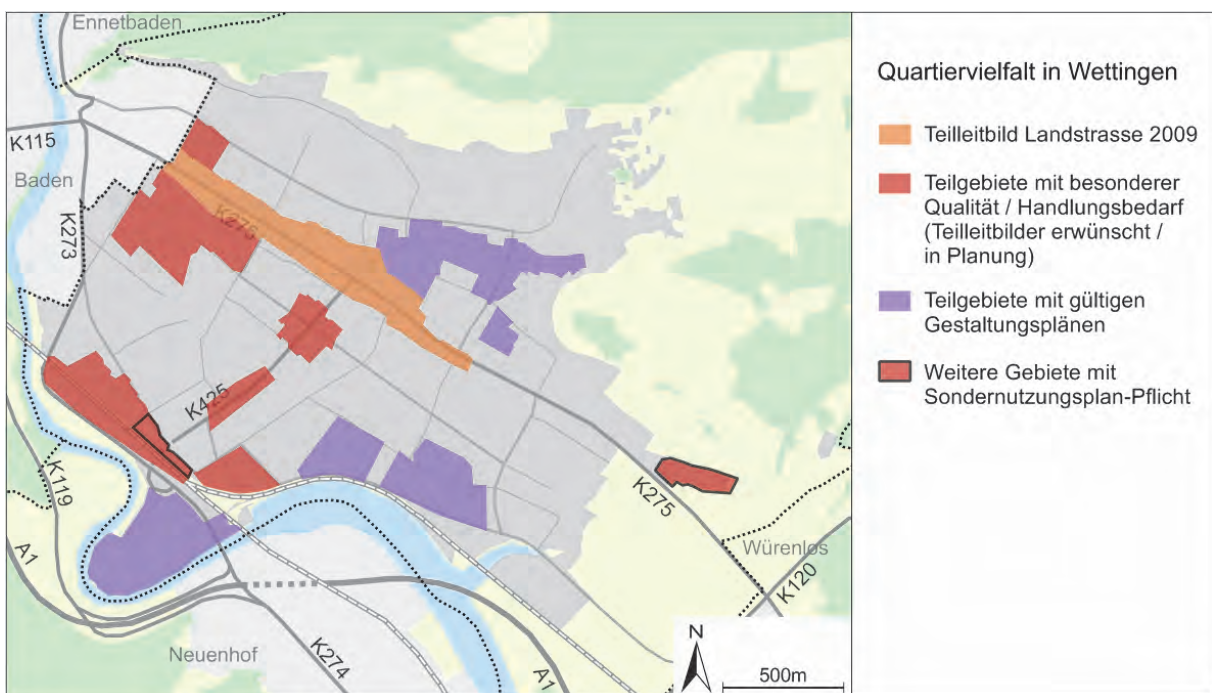 Ennetbaden
K115
Baden
K273
K275
K425
K119
A1
K275
Würenlos
K120
Neuenhof
K274
A1
N
500m
Quartiervielfalt in Wettingen
Teilleitbild Landstrasse 2009
Teilgebiete mit besonderer
Qualität / Handlungsbedarf
(Teilleitbilder erwünscht /
in Planung)
Teilgebiete mit gültigen
Gestaltungsplänen
Weitere Gebiete mit
Sondernutzungsplan-Pflicht